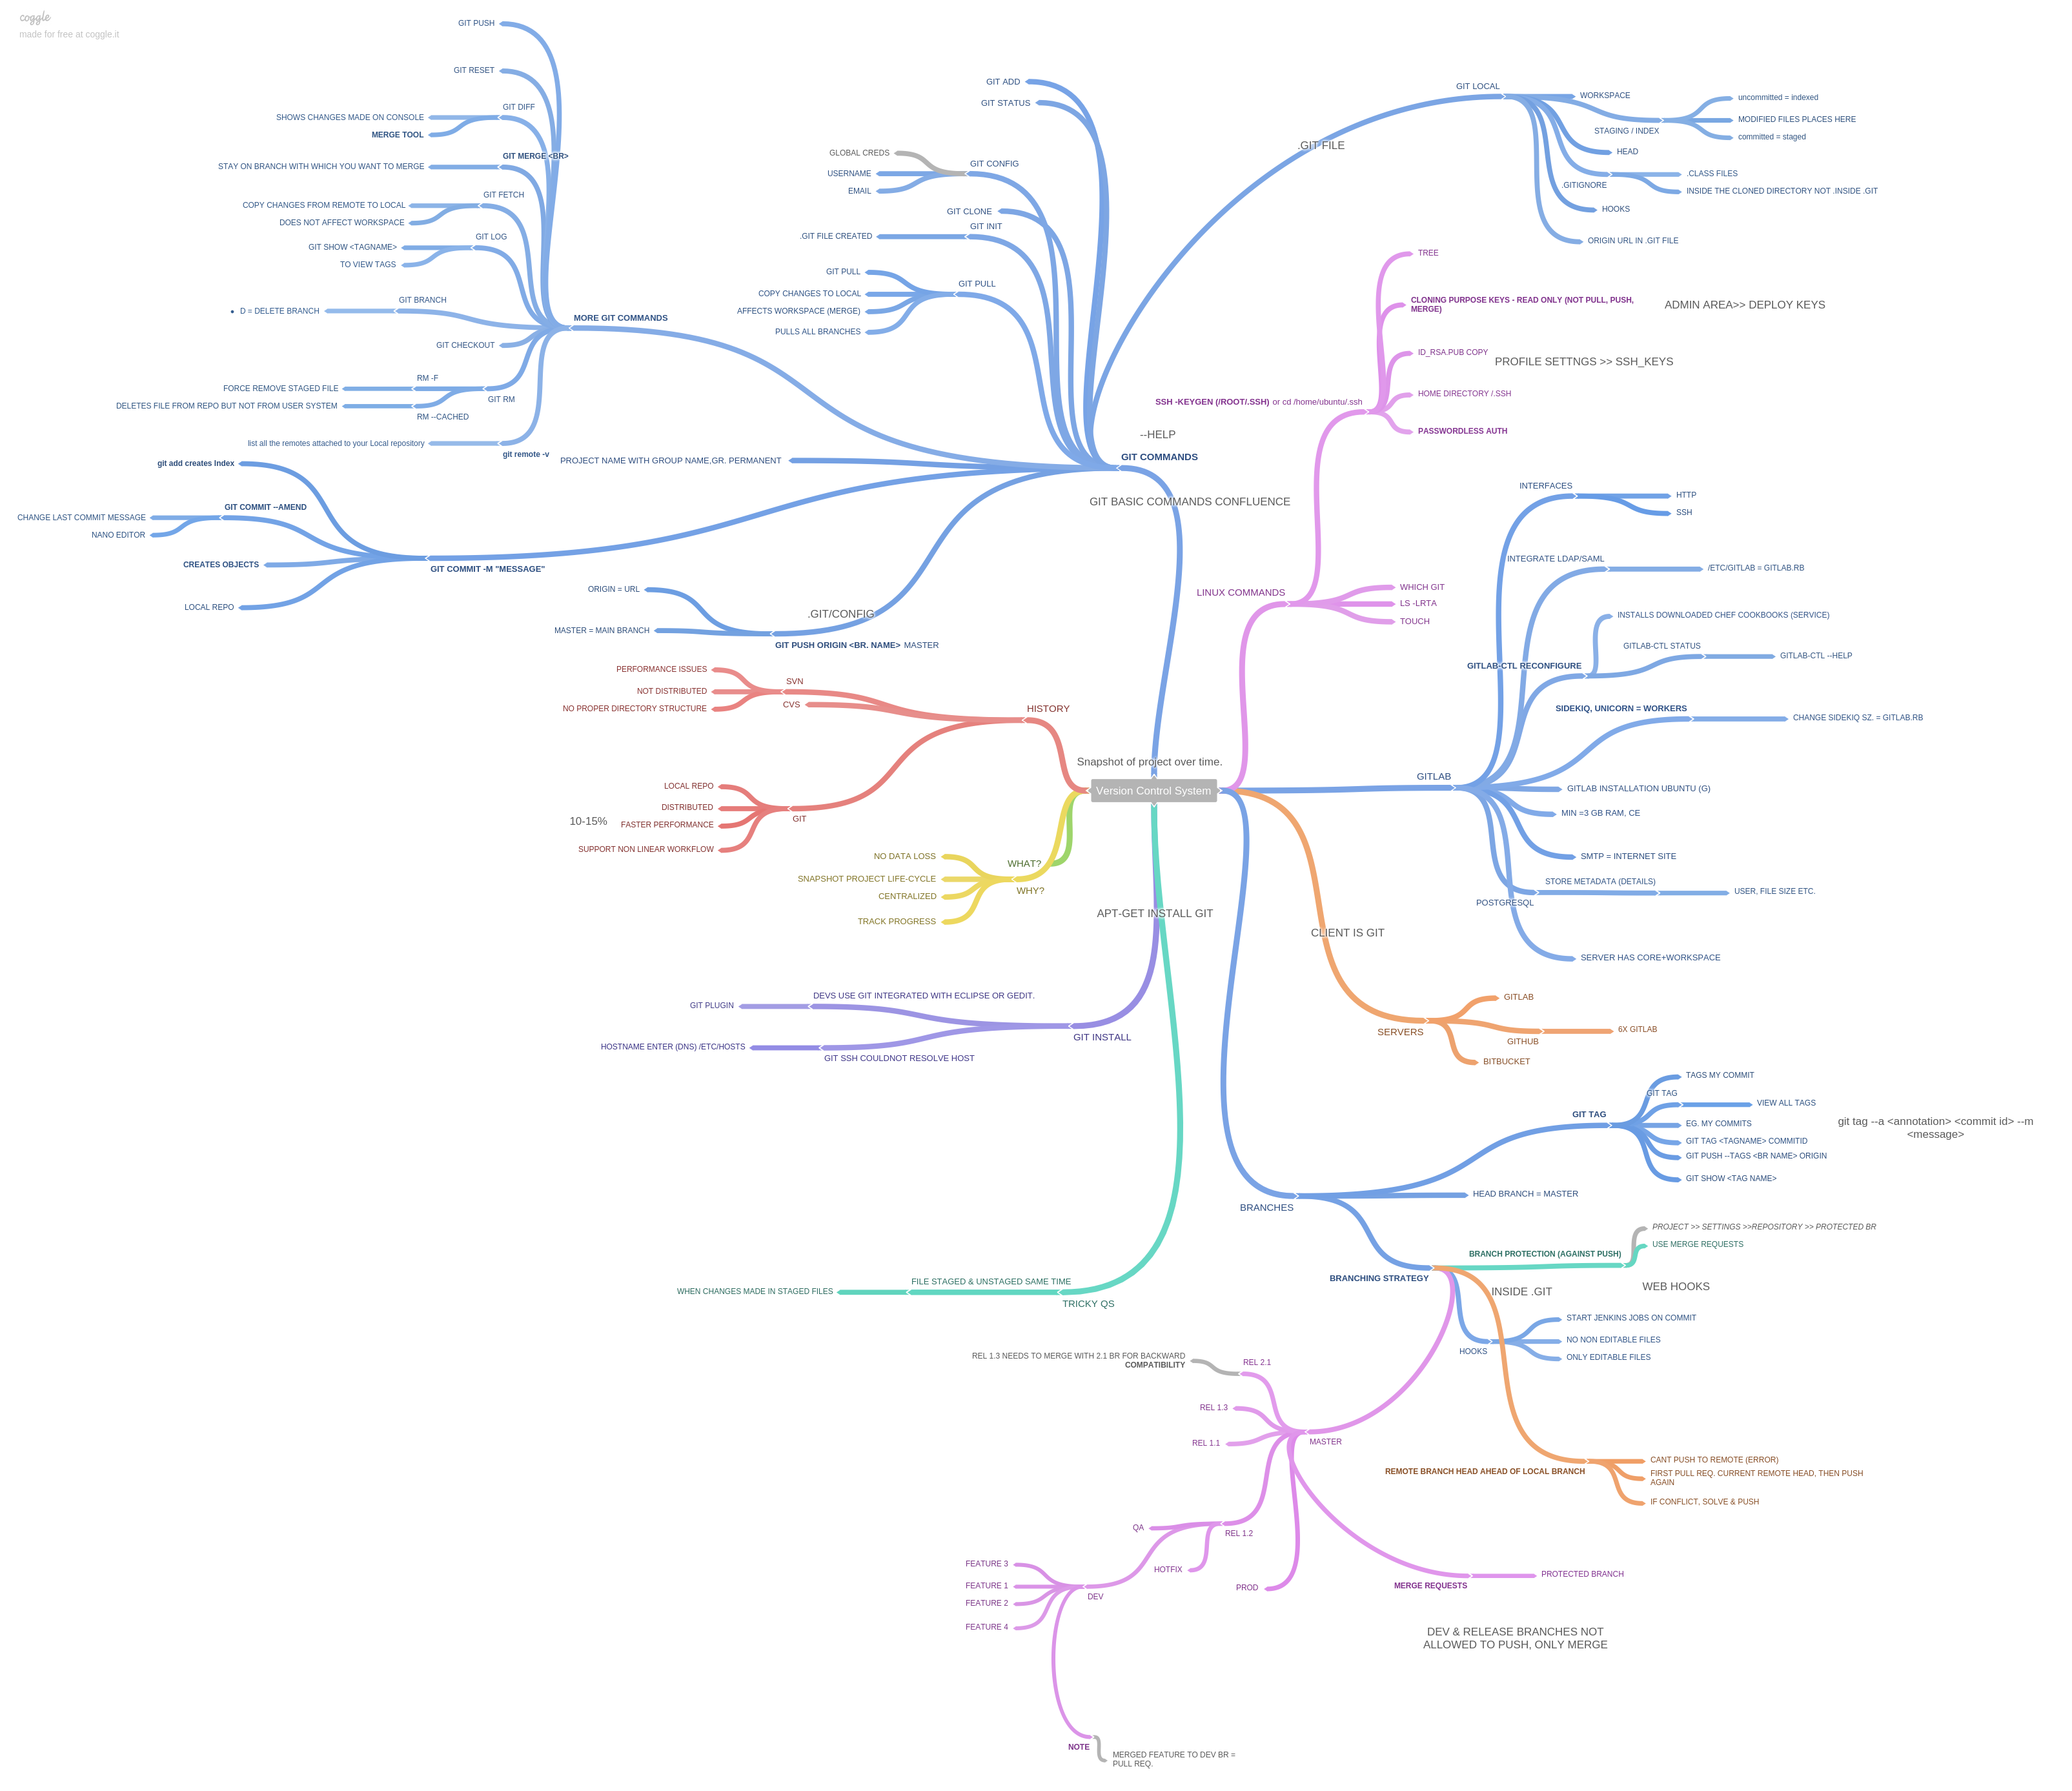 coggle
made for free at coggle.it
GIT PUSH
GIT RESET
GIT DIFF
SHOWS CHANGES MADE ON CONSOLE
MERGE TOOL
GIT MERGE <BR>
STAY ON BRANCH WITH WHICH YOU WANT TO MERGE
GIT FETCH
COPY CHANGES FROM REMOTE TO LOCAL
DOES NOT AFFECT WORKSPACE
GIT LOG
GIT SHOW <TAGNAME>
TO VIEW TAGS
GIT BRANCH
• D = DELETE BRANCH
MORE GIT COMMANDS
GIT CHECKOUT
RM -F
FORCE REMOVE STAGED FILE
GIT RM
DELETES FILE FROM REPO BUT NOT FROM USER SYSTEM
RM --CACHED
list all the remotes attached to your Local repository
git remote -v
GIT ADD
GIT STATUS
GLOBAL CREDS
GIT CONFIG
USERNAME
EMAIL
GIT CLONE
GIT INIT
.GIT FILE CREATED
GIT PULL
GIT PULL
COPY CHANGES TO LOCAL
AFFECTS WORKSPACE (MERGE)
PULLS ALL BRANCHES
--HELP
GIT COMMANDS
PROJECT NAME WITH GROUP NAME,GR. PERMANENT
GIT BASIC COMMANDS CONFLUENCE
git add creates Index
GIT COMMIT --AMEND
CHANGE LAST COMMIT MESSAGE
NANO EDITOR
CREATES OBJECTS
GIT COMMIT -M "MESSAGE"
LOCAL REPO
ORIGIN = URL
.GIT/CONFIG
MASTER = MAIN BRANCH
GIT PUSH ORIGIN <BR. NAME> MASTER
.GIT FILE
GIT LOCAL
WORKSPACE
uncommitted = indexed
MODIFIED FILES PLACES HERE
STAGING / INDEX
committed = staged
HEAD
.CLASS FILES
.GITIGNORE
INSIDE THE CLONED DIRECTORY NOT .INSIDE .GIT
HOOKS
ORIGIN URL IN .GIT FILE
TREE
CLONING PURPOSE KEYS - READ ONLY (NOT PULL, PUSH,
MERGE)
ADMIN AREA>> DEPLOY KEYS
ID_RSA.PUB COPY
PROFILE SETTNGS >> SSH_KEYS
HOME DIRECTORY /.SSH
SSH -KEYGEN (/ROOT/.SSH) or cd /home/ubuntu/.ssh
PASSWORDLESS AUTH
LINUX COMMANDS
WHICH GIT
LS -LRTA
TOUCH
INTERFACES
HTTP
SSH
INTEGRATE LDAP/SAML
/ETC/GITLAB = GITLAB.RB
INSTALLS DOWNLOADED CHEF COOKBOOKS (SERVICE)
GITLAB-CTL STATUS
GITLAB-CTL --HELP
GITLAB-CTL RECONFIGURE
SIDEKIQ, UNICORN = WORKERS
CHANGE SIDEKIQ SZ. = GITLAB.RB
GITLAB
GITLAB INSTALLATION UBUNTU (G)
MIN =3 GB RAM, CE
SMTP = INTERNET SITE
STORE METADATA (DETAILS)
USER, FILE SIZE ETC.
POSTGRESQL
SERVER HAS CORE+WORKSPACE
PERFORMANCE ISSUES
SVN
NOT DISTRIBUTED
CVS
NO PROPER DIRECTORY STRUCTURE
HISTORY
Snapshot of project over time.
Version Control System
LOCAL REPO
DISTRIBUTED
10-15%
FASTER PERFORMANCE
GIT
SUPPORT NON LINEAR WORKFLOW
NO DATA LOSS
WHAT?
SNAPSHOT PROJECT LIFE-CYCLE
WHY?
CENTRALIZED
TRACK PROGRESS
APT-GET INSTALL GIT
CLIENT IS GIT
DEVS USE GIT INTEGRATED WITH ECLIPSE OR GEDIT.
GIT PLUGIN
GIT INSTALL
HOSTNAME ENTER (DNS) /ETC/HOSTS
GIT SSH COULDNOT RESOLVE HOST
SERVERS
GITLAB
6X GITLAB
GITHUB
BITBUCKET
TAGS MY COMMIT
GIT TAG
VIEW ALL TAGS
GIT TAG
EG. MY COMMITS
git tag --a <annotation> <commit id> --m
<message>
GIT TAG <TAGNAME> COMMITID
GIT PUSH --TAGS <BR NAME> ORIGIN
GIT SHOW <TAG NAME>
HEAD BRANCH = MASTER
BRANCHES
PROJECT >> SETTINGS >>REPOSITORY >> PROTECTED BR
USE MERGE REQUESTS
BRANCH PROTECTION (AGAINST PUSH)
BRANCHING STRATEGY
INSIDE .GIT
WEB HOOKS
START JENKINS JOBS ON COMMIT
NO NON EDITABLE FILES
HOOKS
ONLY EDITABLE FILES
FILE STAGED & UNSTAGED SAME TIME
WHEN CHANGES MADE IN STAGED FILES
TRICKY QS
REL 1.3 NEEDS TO MERGE WITH 2.1 BR FOR BACKWARD
COMPATIBILITY
REL 2.1
REL 1.3
REL 1.1
MASTER
CANT PUSH TO REMOTE (ERROR)
REMOTE BRANCH HEAD AHEAD OF LOCAL BRANCH
FIRST PULL REQ. CURRENT REMOTE HEAD, THEN PUSH
AGAIN
IF CONFLICT, SOLVE & PUSH
QA
REL 1.2
HOTFIX
PROD
FEATURE 3
FEATURE 1
DEV
FEATURE 2
FEATURE 4
MERGE REQUESTS
PROTECTED BRANCH
DEV & RELEASE BRANCHES NOT
ALLOWED TO PUSH, ONLY MERGE
NOTE
MERGED FEATURE TO DEV BR =
PULL REQ.